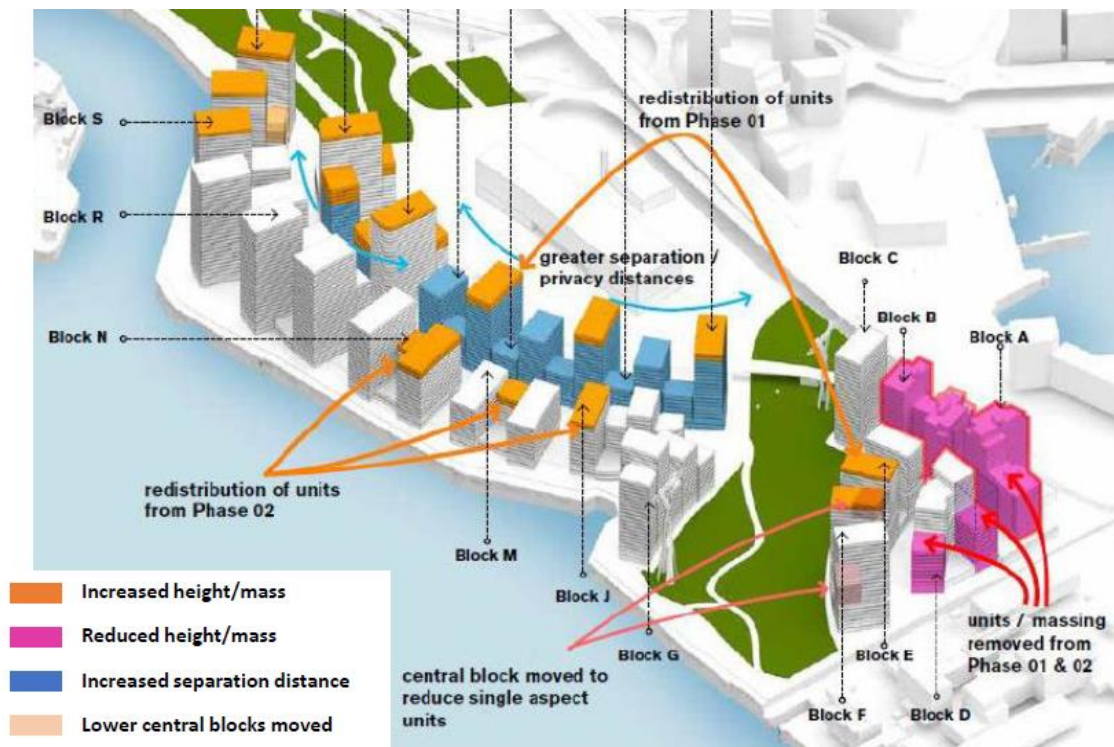 redistribution of units
from Phase 01
Block S
Block R
Block N
greater separation /
privacy distances
Block C
Block B
Block A
redistribution of units
from Phase 02
Block M
Block J
Block G
Block E
Block F
Block D
units / massing
removed from
Phase 01 & 02
central block moved to
reduce single aspect
units
Increased height/mass
Reduced height/mass
Increased separation distance
Lower central blocks moved